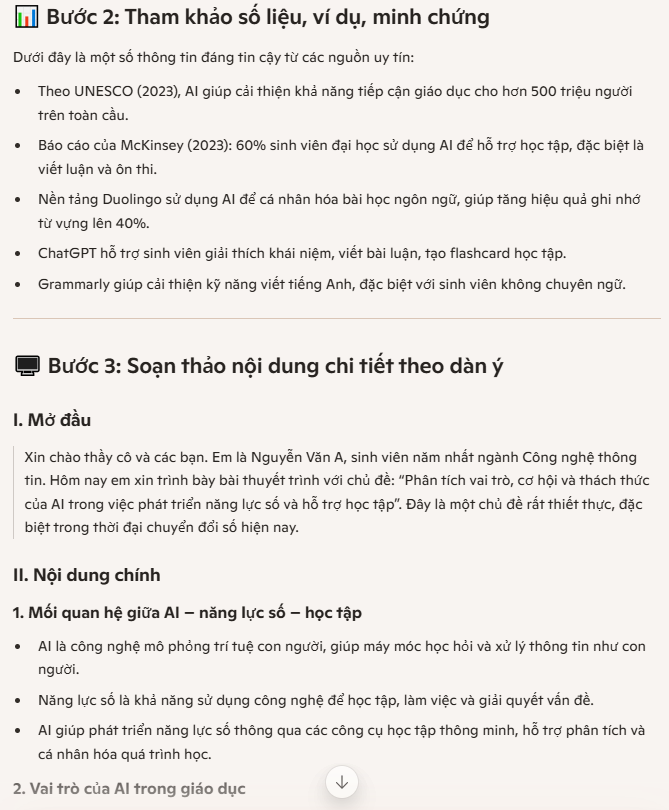 Bước 2: Tham khảo số liệu, ví dụ, minh chứng
Dưới đây là một số thông tin đáng tin cậy từ các nguồn uy tín:
• Theo UNESCO (2023), AI giúp cải thiện khả năng tiếp cận giáo dục cho hơn 500 triệu người
trên toàn cầu.
• Báo cáo của McKinsey (2023): 60% sinh viên đại học sử dụng AI để hỗ trợ học tập, đặc biệt là
viết luận và ôn thi.
• Nền tảng Duolingo sử dụng AI để cá nhân hóa bài học ngôn ngữ, giúp tăng hiệu quả ghi nhớ
từ vựng lên 40%.
• ChatGPT hỗ trợ sinh viên giải thích khái niệm, viết bài luận, tạo flashcard học tập.
• Grammarly giúp cải thiện kỹ năng viết tiếng Anh, đặc biệt với sinh viên không chuyên ngữ.
Bước 3: Soạn thảo nội dung chi tiết theo dàn ý
I. Mở đầu
Xin chào thầy cô và các bạn. Em là Nguyễn Văn A, sinh viên năm nhất ngành Công nghệ thông
tin. Hôm nay em xin trình bày bài thuyết trình với chủ đề: “Phân tích vai trò, cơ hội và thách thức
của AI trong việc phát triển năng lực số và hỗ trợ học tập”. Đây là một chủ đề rất thiết thực, đặc
biệt trong thời đại chuyển đổi số hiện nay.
II. Nội dung chính
1. Mối quan hệ giữa AI – năng lực số – học tập
• AI là công nghệ mô phỏng trí tuệ con người, giúp máy móc học hỏi và xử lý thông tin như con
người.
• Năng lực số là khả năng sử dụng công nghệ để học tập, làm việc và giải quyết vấn đề.
• AI giúp phát triển năng lực số thông qua các công cụ học tập thông minh, hỗ trợ phân tích và
cá nhân hóa quá trình học.
2. Vai trò của AI trong giáo dục